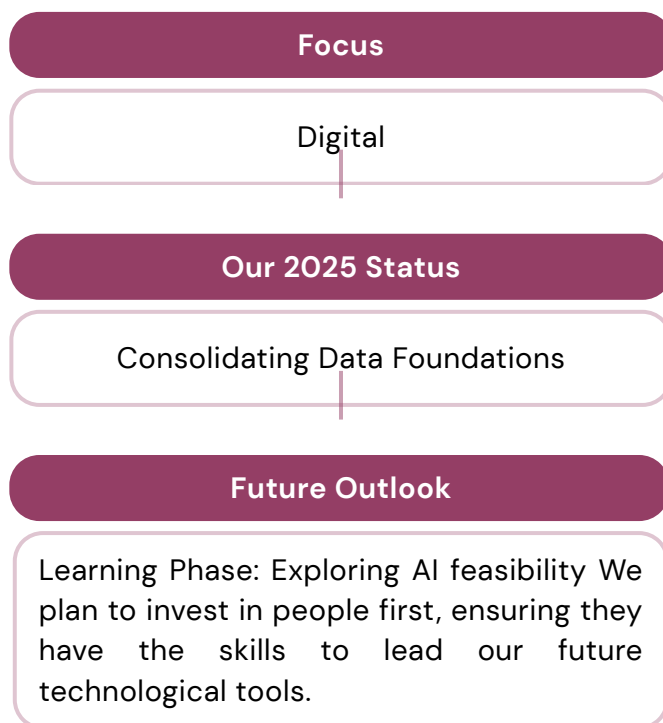 Focus
Digital
Our 2025 Status
Consolidating Data Foundations
Future Outlook
Learning Phase: Exploring AI feasibility We
plan to invest in people first, ensuring they
have the skills to lead our future
technological tools.